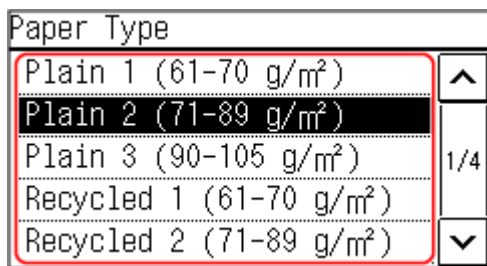 Paper Type
Plain 1 (61-70 g/m²)
Plain 2 (71-89 g/m²)
Plain 3 (90-105 g/m²)
1/4
Recycled 1 (61-70 g/m²)
Recycled 2 (71-89 g/m²)